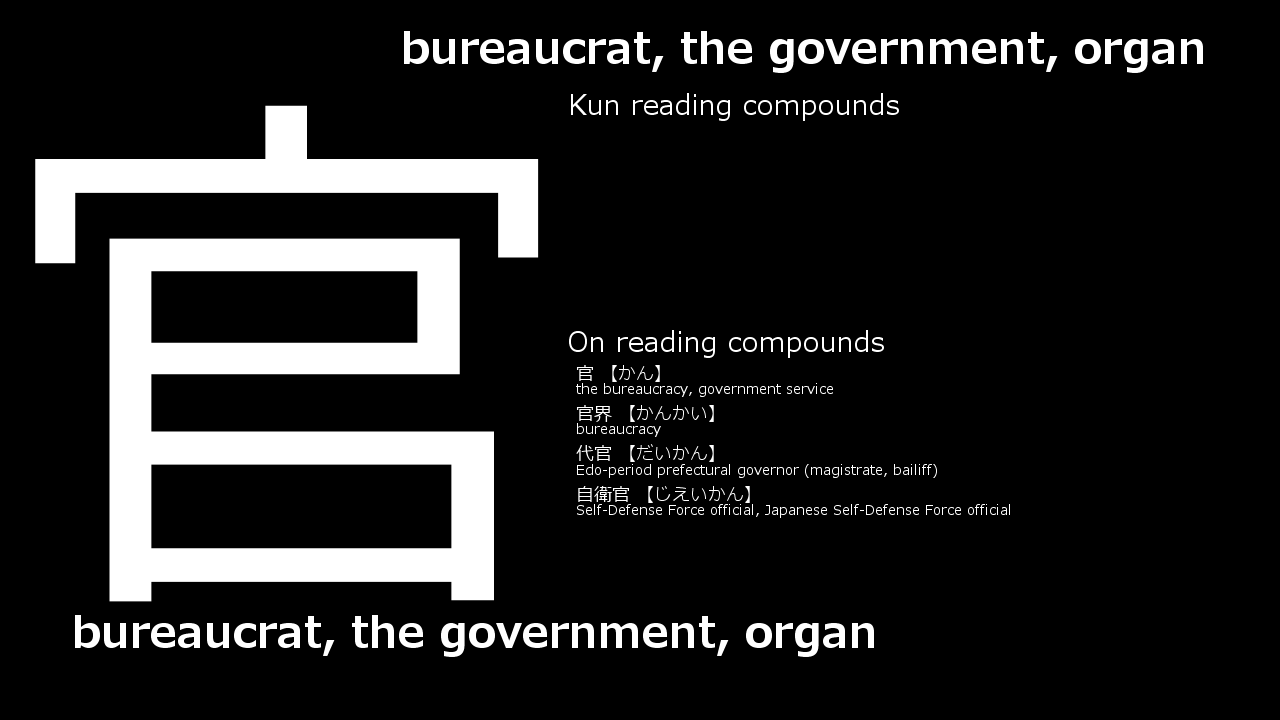 bureaucrat, the government, organ
Kun reading compounds
官
On reading compounds
官 【かん】
the bureaucracy, government service
官界 【かんかい】
bureaucracy
代官 【だいかん】
Edo-period prefectural governor (magistrate, bailiff)
自衛官 【じえいかん】
Self-Defense Force official, Japanese Self-Defense Force official
bureaucrat, the government, organ